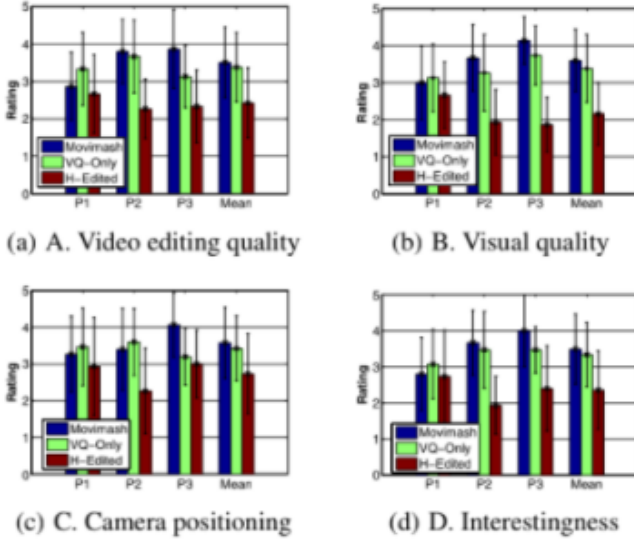 5
4
3
2
1
0
Rating
Movimash
VQ-Only
H-Edited
P1 P2 P3 Mean
(a) A. Video editing quality
5
4
3
2
1
0
Rating
Movimash
VQ-Only
H-Edited
P1 P2 P3 Mean
(b) B. Visual quality
5
4
3
2
1
0
Rating
Movimash
VQ-Only
H-Edited
P1 P2 P3 Mean
(c) C. Camera positioning
5
4
3
2
1
0
Rating
Movimash
VQ-Only
H-Edited
P1 P2 P3 Mean
(d) D. Interestingness